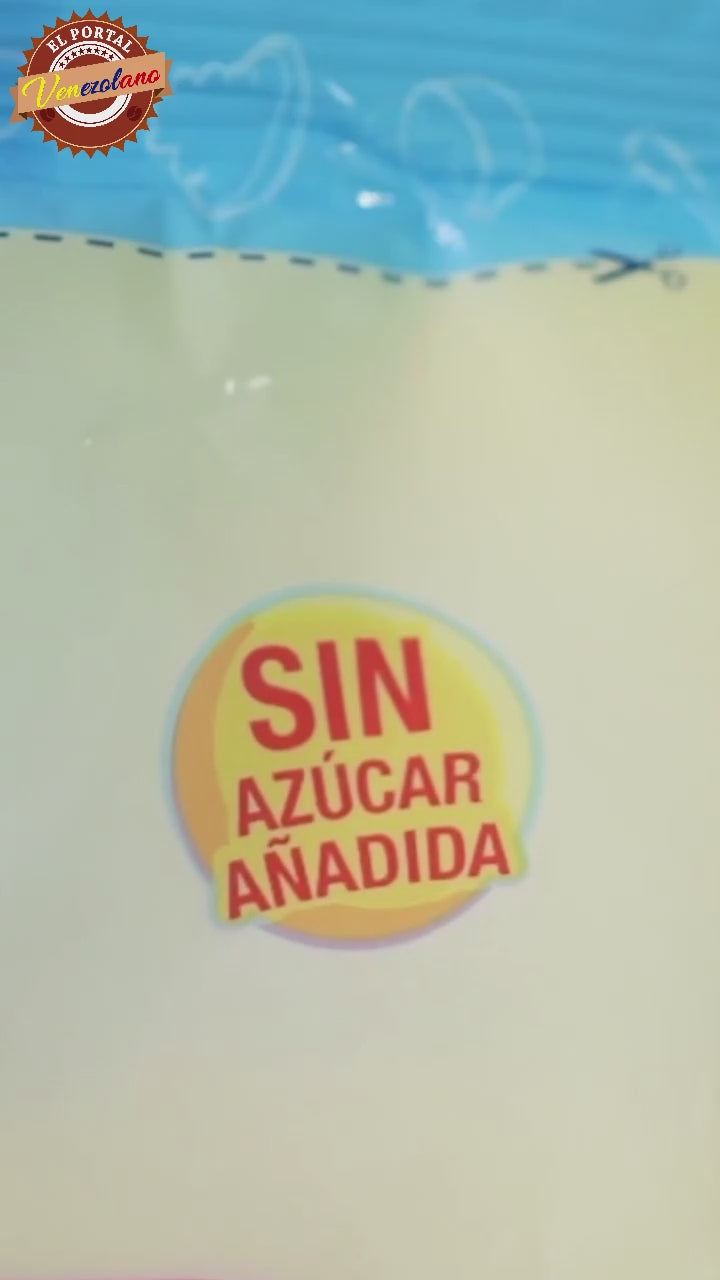 EL PORTAL
Venezolano
SIN
AZÚCAR
AÑADIDA